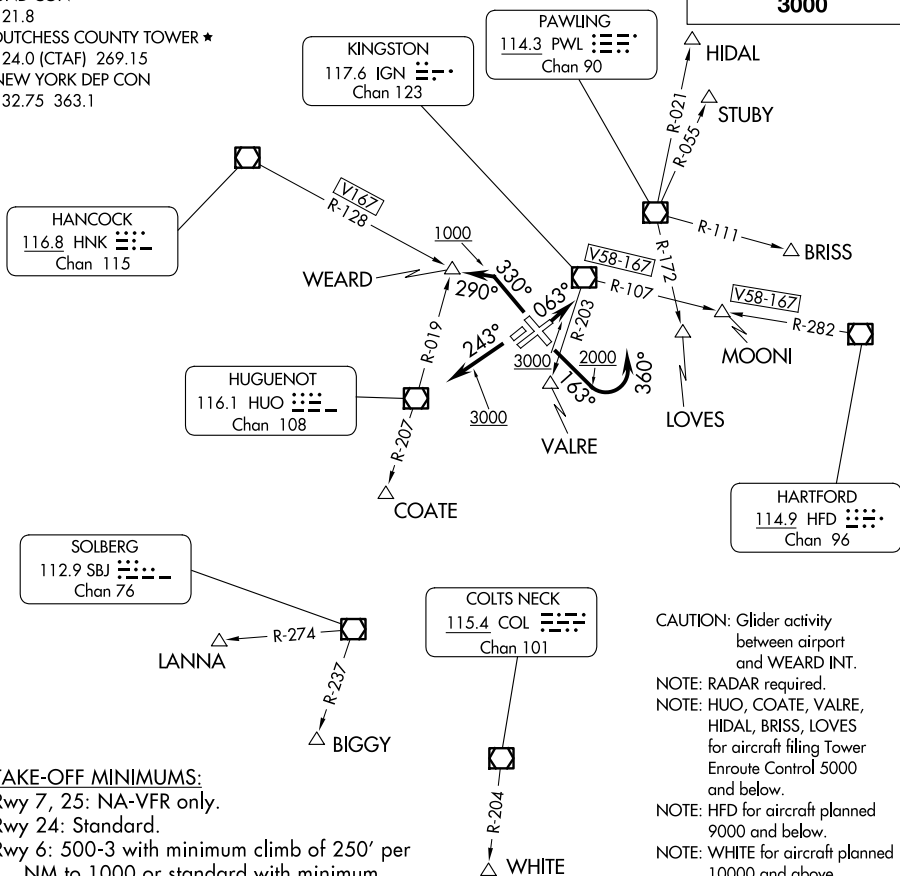 21.8
DUTCHESS COUNTY TOWER ★
24.0 (CTAF) 269.15
NEW YORK DEP CON
32.75 363.1
3000
KINGSTON
117.6 IGN
Chan 123
PAWLING
114.3 PWL
Chan 90
HIDAL
STUBY
R-021
R-055
HANCOCK
116.8 HNK
Chan 115
V167
R-128
WEARD
1000
330°
290°
063°
V58-167
R-107
R-203
R-172
R-111
BRISS
V58-167
R-282
MOONI
R-019
243°
3000
3000
2000
163°
360°
HUGUENOT
116.1 HUO
Chan 108
VALRE
LOVES
R-207
COATE
HARTFORD
114.9 HFD
Chan 96
SOLBERG
112.9 SBJ
Chan 76
R-274
LANNA
R-237
BIGGY
COLTS NECK
115.4 COL
Chan 101
R-204
WHITE
CAUTION: Glider activity
between airport
and WEARD INT.
NOTE: RADAR required.
NOTE: HUO, COATE, VALRE,
HIDAL, BRISS, LOVES
for aircraft filing Tower
Enroute Control 5000
and below.
NOTE: HFD for aircraft planned
9000 and below.
NOTE: WHITE for aircraft planned
10000 and above.
TAKE-OFF MINIMUMS:
Rwy 7, 25: NA-VFR only.
Rwy 24: Standard.
Rwy 6: 500-3 with minimum climb of 250' per
NM to 1000 or standard with minimum